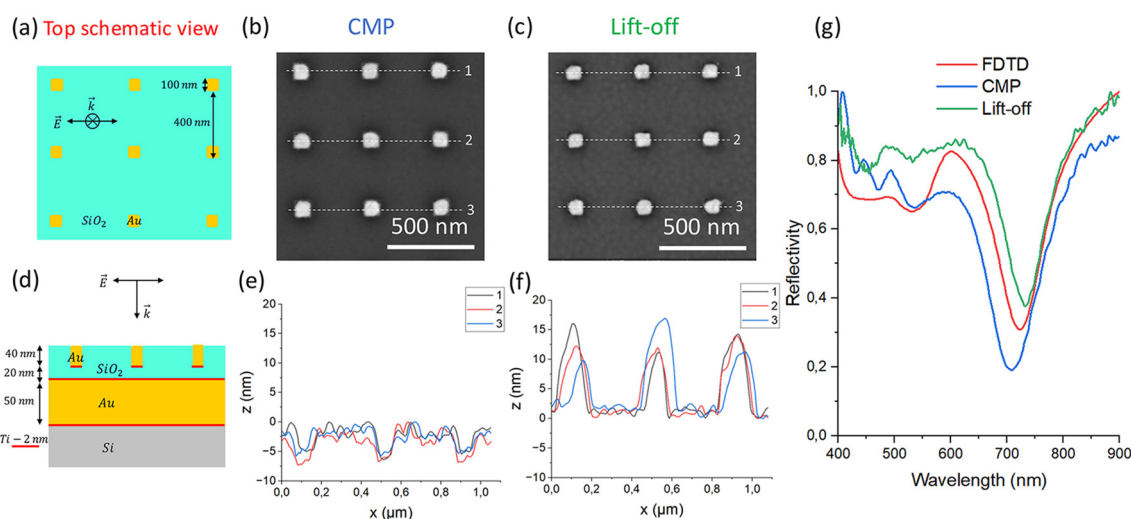 (a) Top schematic view
100 nm
k
E
400 nm
SiO2
Au
(b) CMP
1
2
3
500 nm
(c) Lift-off
1
2
3
500 nm
(d)
E
k
40 nm
Au
SiO2
20 nm
50 nm
Au
Ti − 2 nm
Si
(e)
1
2
3
20
15
10
5
0
−5
−10
z (nm)
0,0 0,2 0,4 0,6 0,8 1,0
x (µm)
(f)
1
2
3
20
15
10
5
0
−5
−10
z (nm)
0,0 0,2 0,4 0,6 0,8 1,0
x (µm)
(g)
FDTD
CMP
Lift-off
1,0
0,8
0,6
0,4
0,2
0,0
Reflectivity
400 500 600 700 800 900
Wavelength (nm)